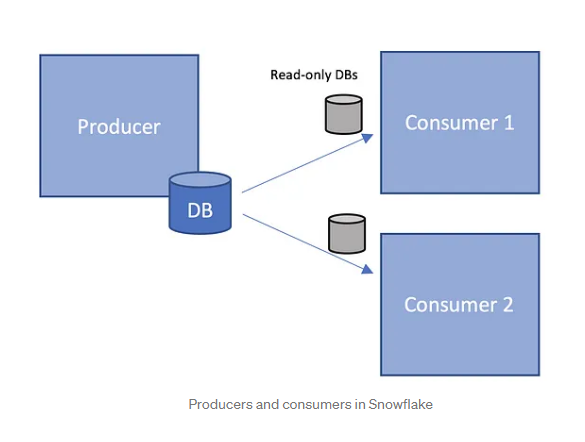 Read-only DBs
Producer
Consumer 1
DB
Consumer 2
Producers and consumers in Snowflake